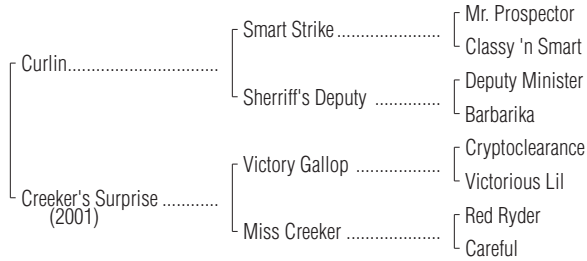 Mr. Prospector
Smart Strike....................
Classy 'n Smart
Curlin..............................
Deputy Minister
Sherriff's Deputy .............
Barbarika
Cryptoclearance
Victory Gallop ................
Victorious Lil
Creeker's Surprise ...........
(2001)
Red Ryder
Miss Creeker ..................
Careful